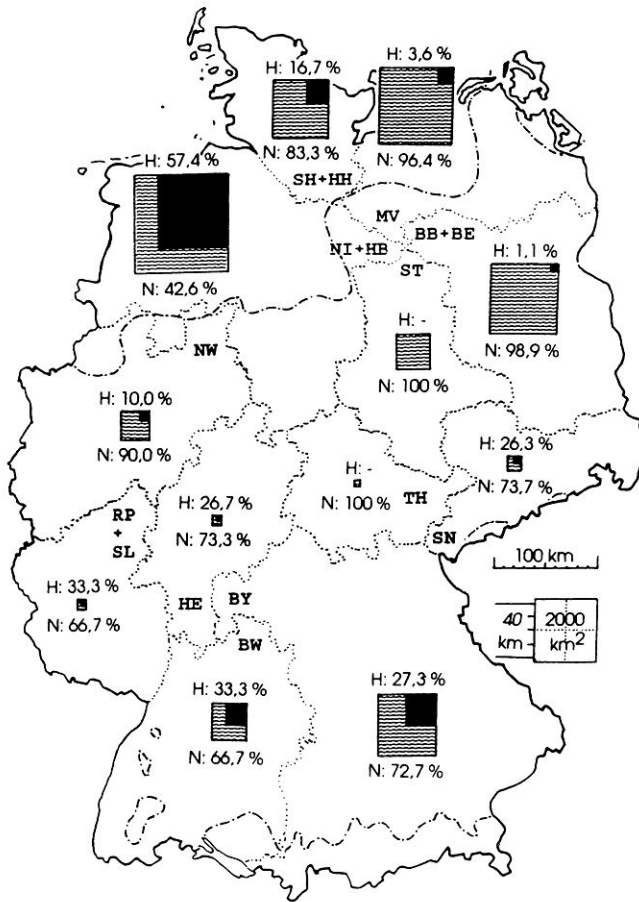 H: 3,6 %
H: 16,7 %
N: 83,3 %
N: 96,4 %
H: 57,4 %
SH+HH
MV
BB+BE
NI+HB
H: 1,1 %
ST
N: 42,6 %
H: -
N: 98,9 %
NW
N: 100 %
H: 10,0 %
H: 26,3 %
N: 90,0 %
H: -
N: 73,7 %
H: 26,7 %
N: 100 %
TH
RP
+
SL
N: 73,3 %
SN
100 km
H: 33,3 %
HE
BY
40
2000
N: 66,7 %
km
km²
BW
H: 33,3 %
H: 27,3 %
N: 66,7 %
N: 72,7 %